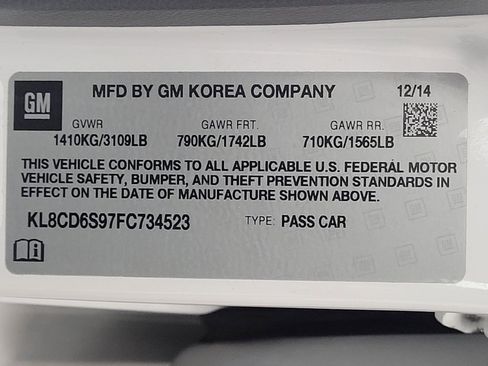 GM
MFD BY GM KOREA COMPANY 12/14
GVWR GAWR FRT. GAWR RR.
1410KG/3109LB 790KG/1742LB 710KG/1565LB
THIS VEHICLE CONFORMS TO ALL APPLICABLE U.S. FEDERAL MOTOR
VEHICLE SAFETY, BUMPER, AND THEFT PREVENTION STANDARDS IN
EFFECT ON THE DATE OF MANUFACTURE SHOWN ABOVE.
KL8CD6S97FC734523 TYPE: PASS CAR